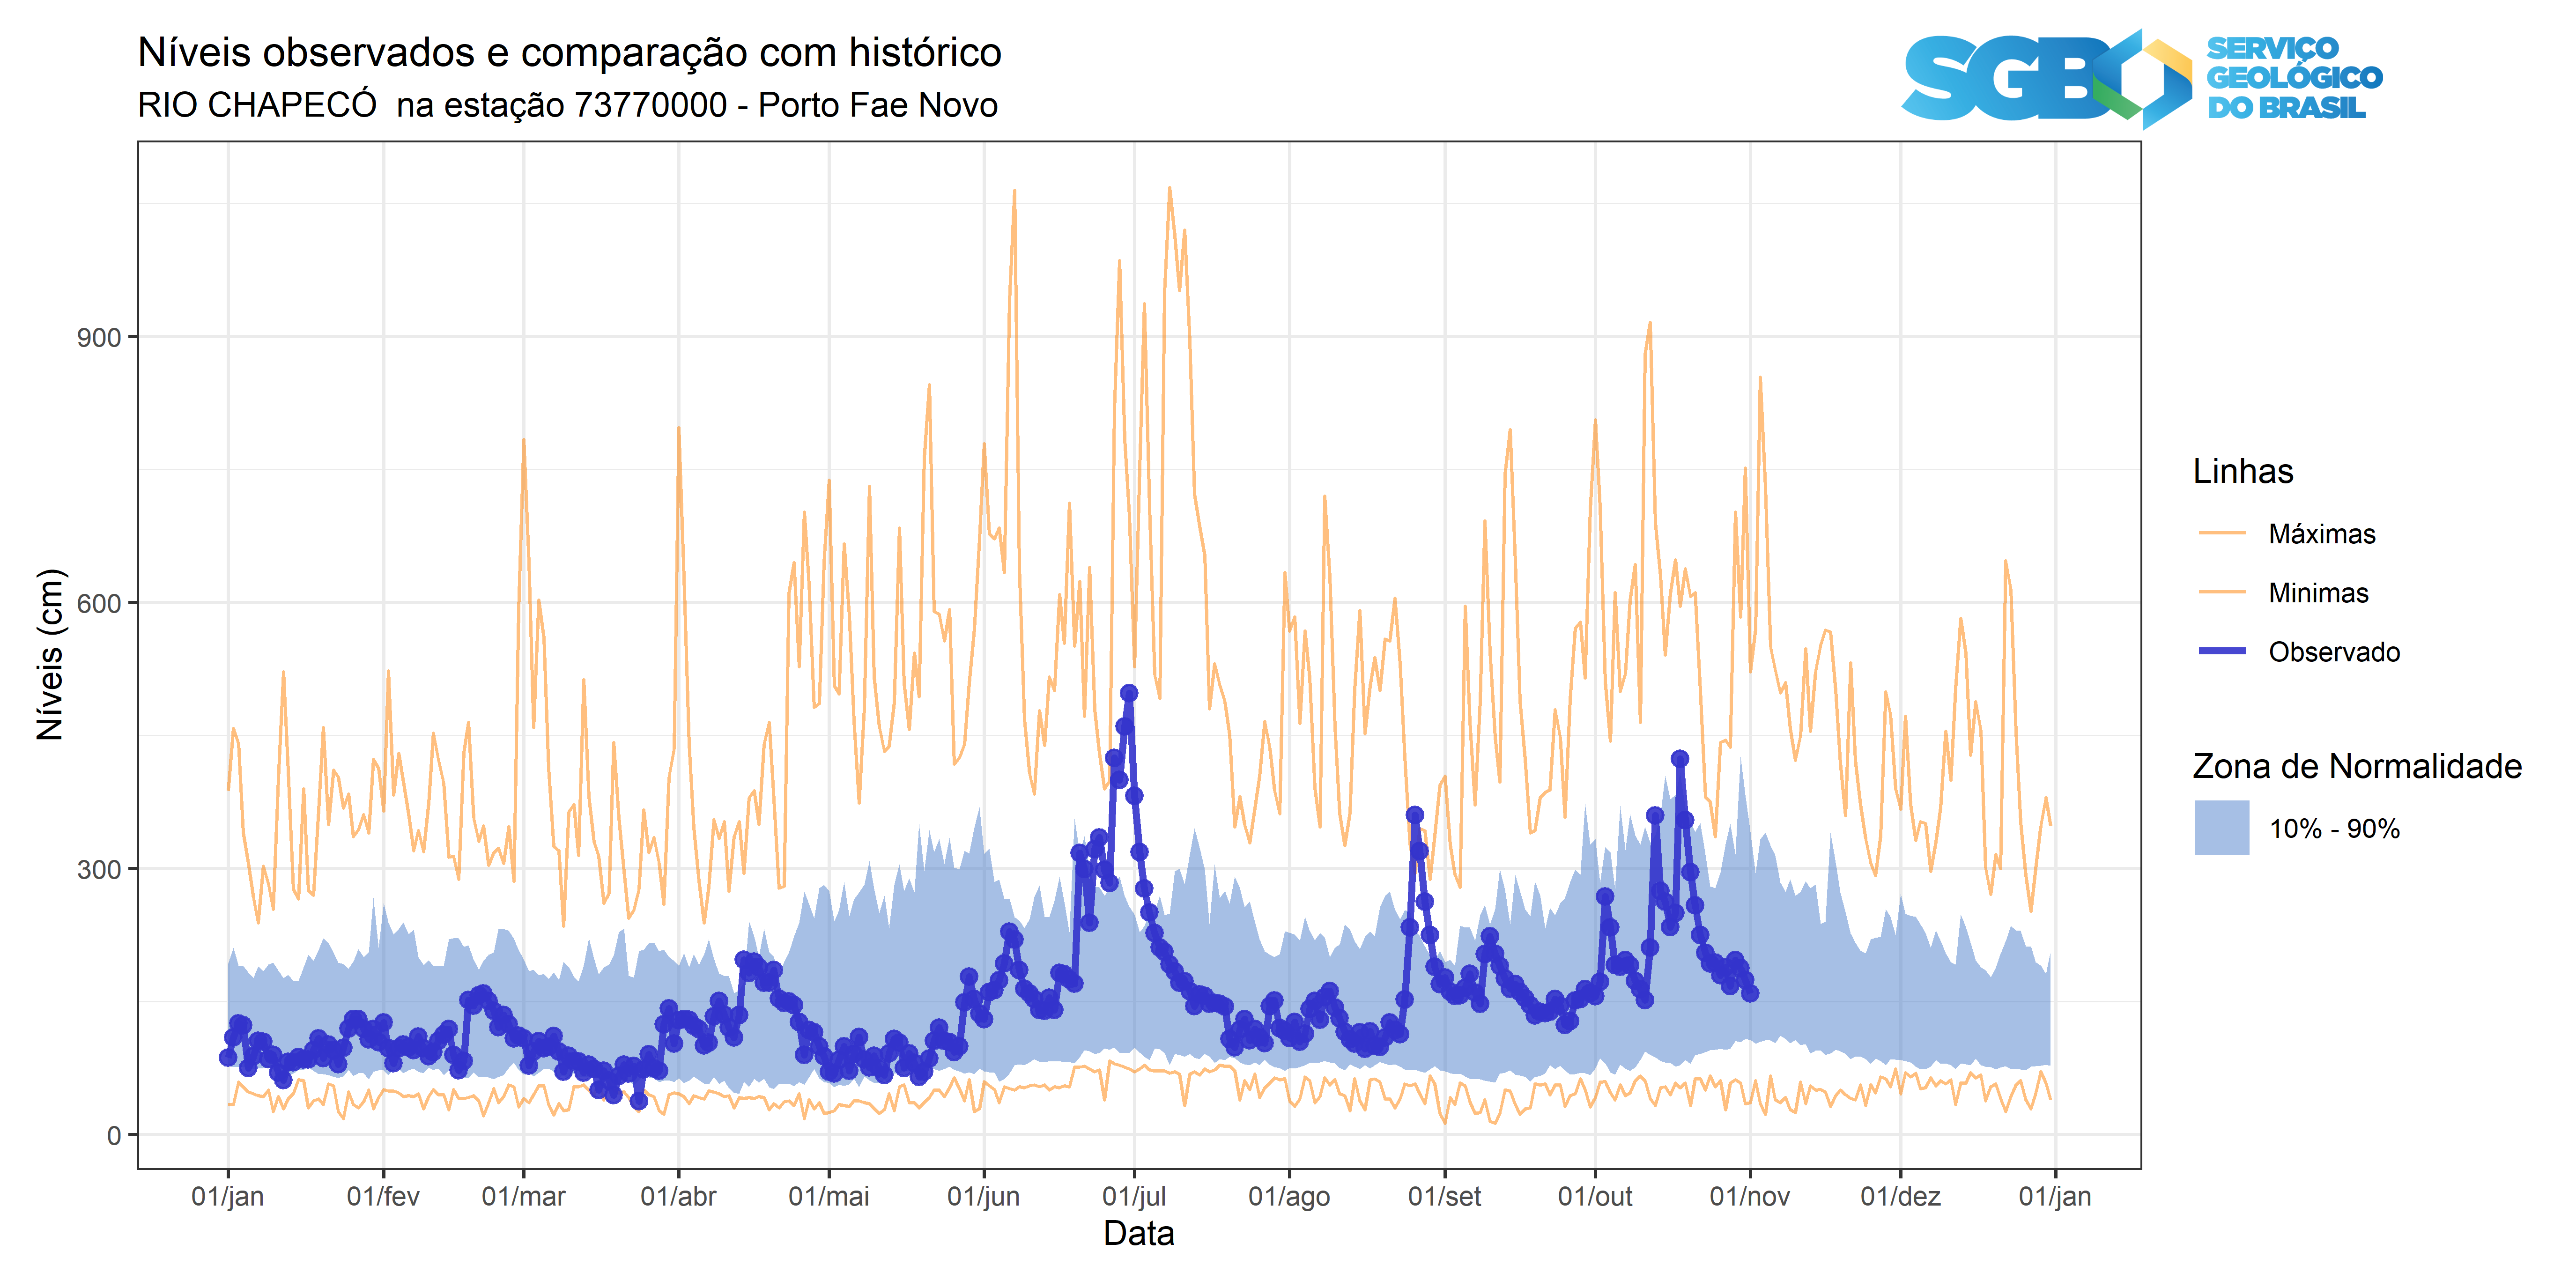 Níveis observados e comparação com histórico
RIO CHAPECÓ  na estação 73770000 - Porto Fae Novo
SGB
SERVIÇO
GEOLÓGICO
DO BRASIL
Níveis (cm)
900
600
300
0
01/jan
01/fev
01/mar
01/abr
01/mai
01/jun
01/jul
01/ago
01/set
01/out
01/nov
01/dez
01/jan
Data
Linhas
Máximas
Minimas
Observado
Zona de Normalidade
10% - 90%